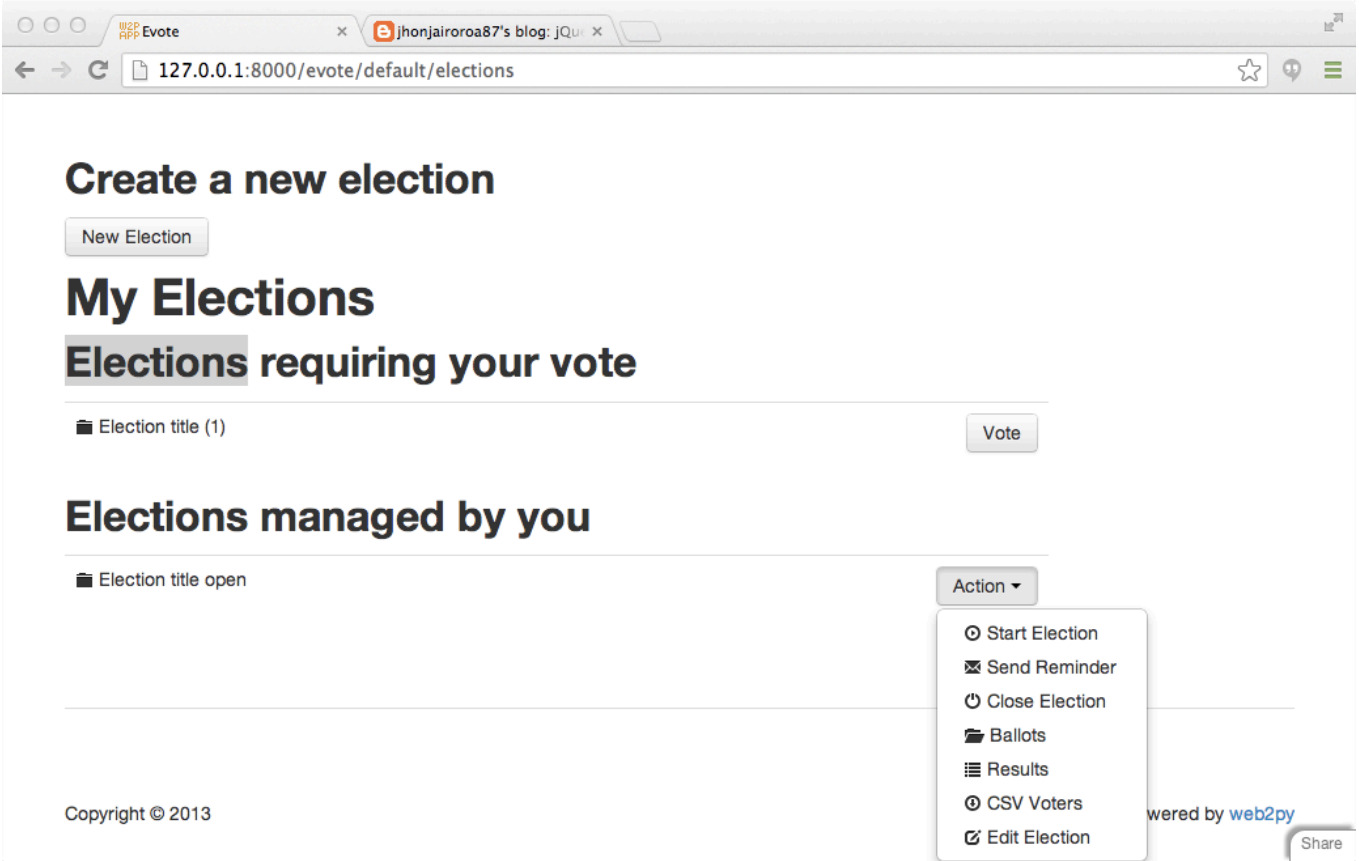 W2P APP Evote
jhonjairoroa87's blog: jQu
127.0.0.1:8000/evote/default/elections
Create a new election
New Election
My Elections
Elections requiring your vote
Election title (1)
Vote
Elections managed by you
Election title open
Action
Start Election
Send Reminder
Close Election
Ballots
Results
CSV Voters
Edit Election
Copyright © 2013
wered by web2py
Share